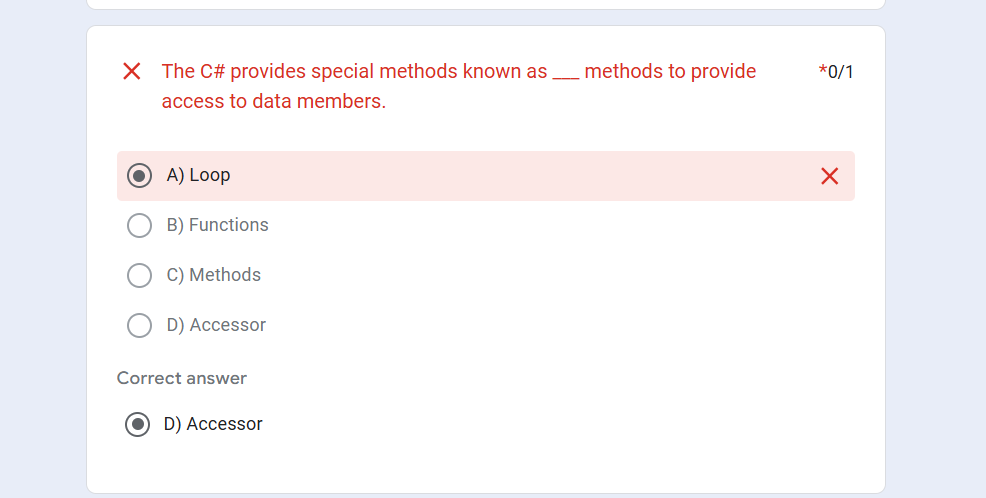 The C# provides special methods known as ___ methods to provide *0/1
access to data members.
A) Loop
B) Functions
C) Methods
D) Accessor
Correct answer
D) Accessor